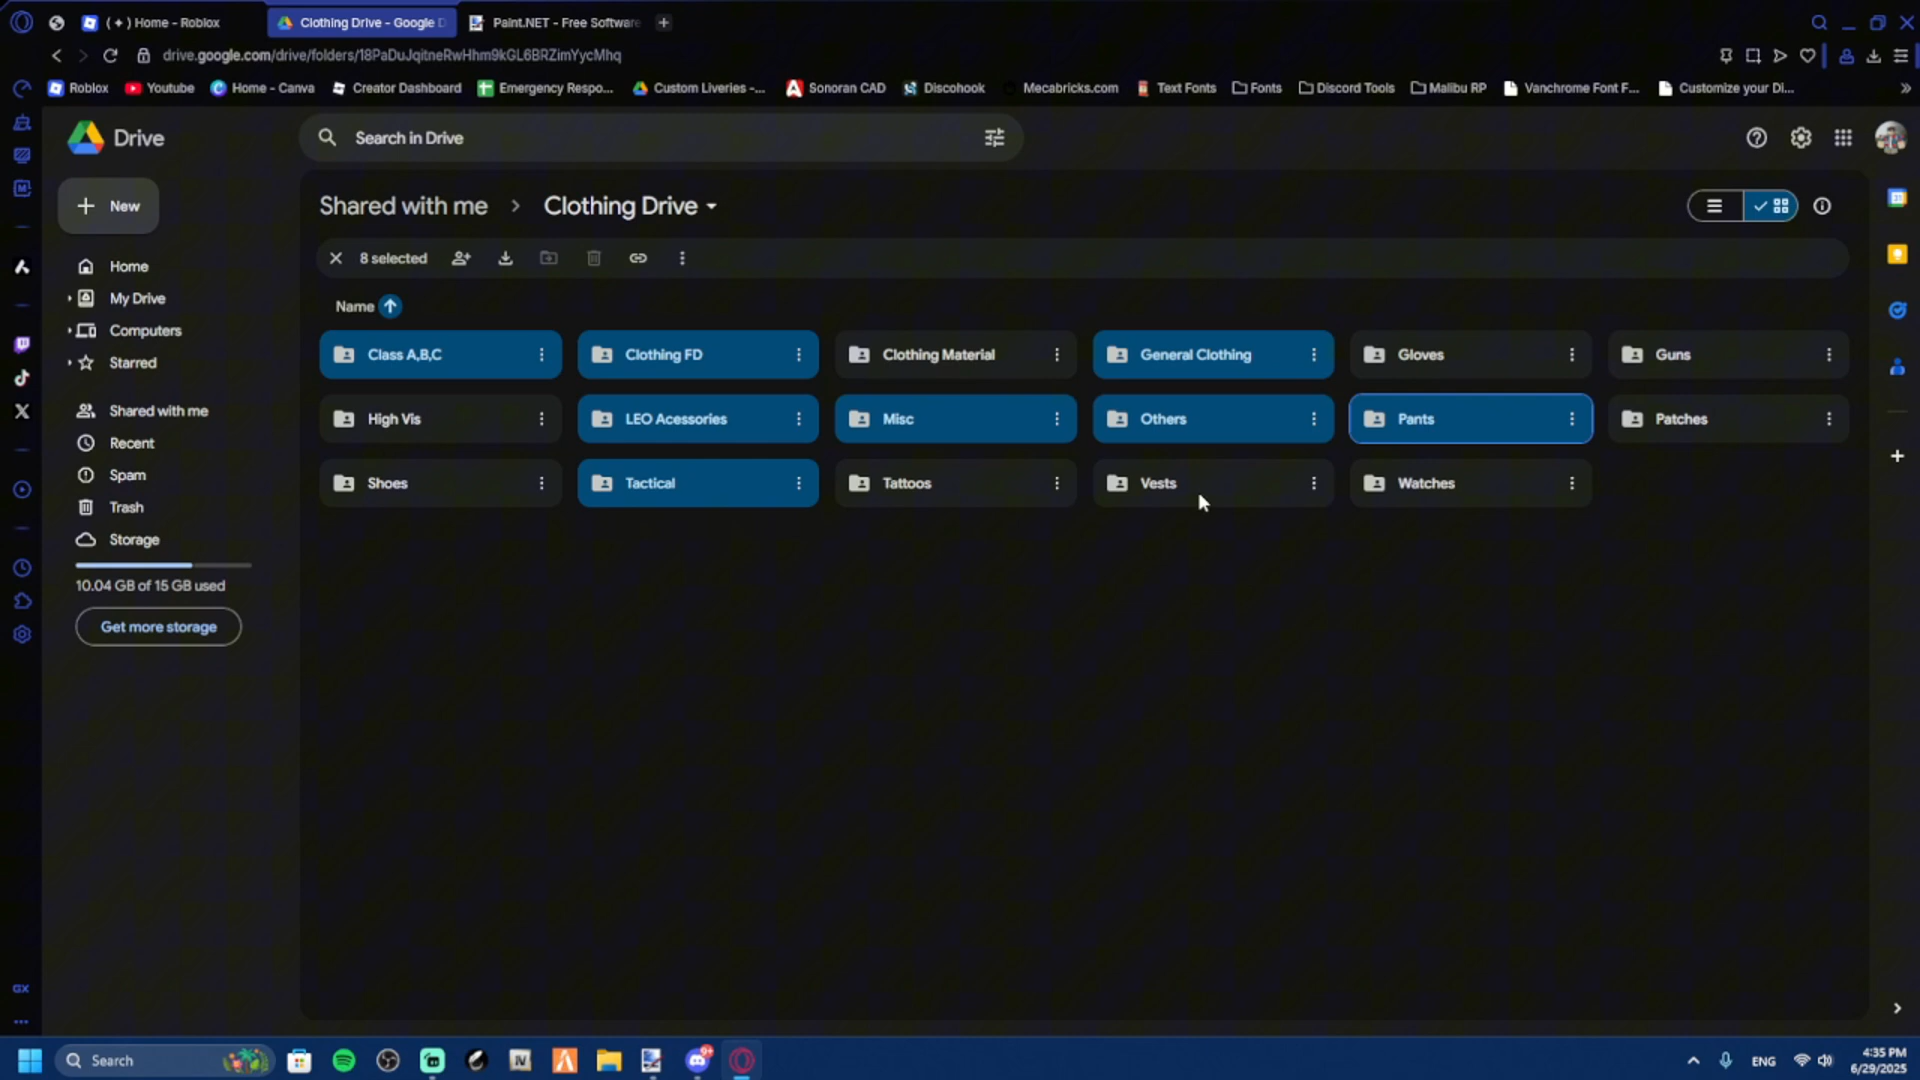 ( + ) Home - Roblox
Clothing Drive - Google D
Paint.NET - Free Software
drive.google.com/drive/folders/18PaDuJqitneRwHhm9kGL6BRZimYycMhq
Roblox
Youtube
Home - Canva
Creator Dashboard
Emergency Respo...
Custom Liveries -...
Sonoran CAD
Discohook
Mecabricks.com
Text Fonts
Fonts
Discord Tools
Malibu RP
Vanchrome Font F...
Customize your Di...
Drive
Search in Drive
New
Shared with me > Clothing Drive
8 selected
Home
My Drive
Computers
Starred
Shared with me
Recent
Spam
Trash
Storage
10.04 GB of 15 GB used
Get more storage
Name
Class A,B,C
Clothing FD
Clothing Material
General Clothing
Gloves
Guns
High Vis
LEO Acessories
Misc
Others
Pants
Patches
Shoes
Tactical
Tattoos
Vests
Watches
GX
Search
ENG
4:35 PM
6/29/2025